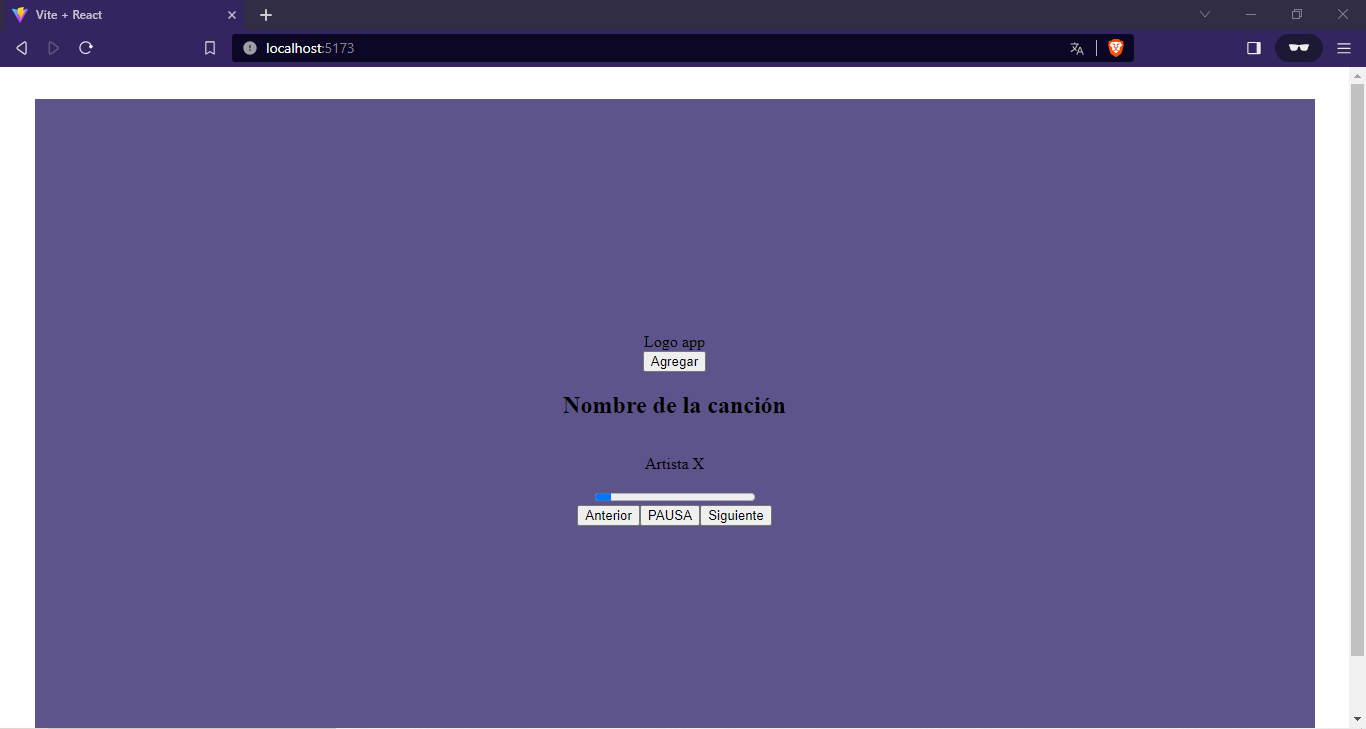 Vite + React
localhost:5173
Logo app
Agregar
Nombre de la canción
Artista X
Anterior PAUSA Siguiente